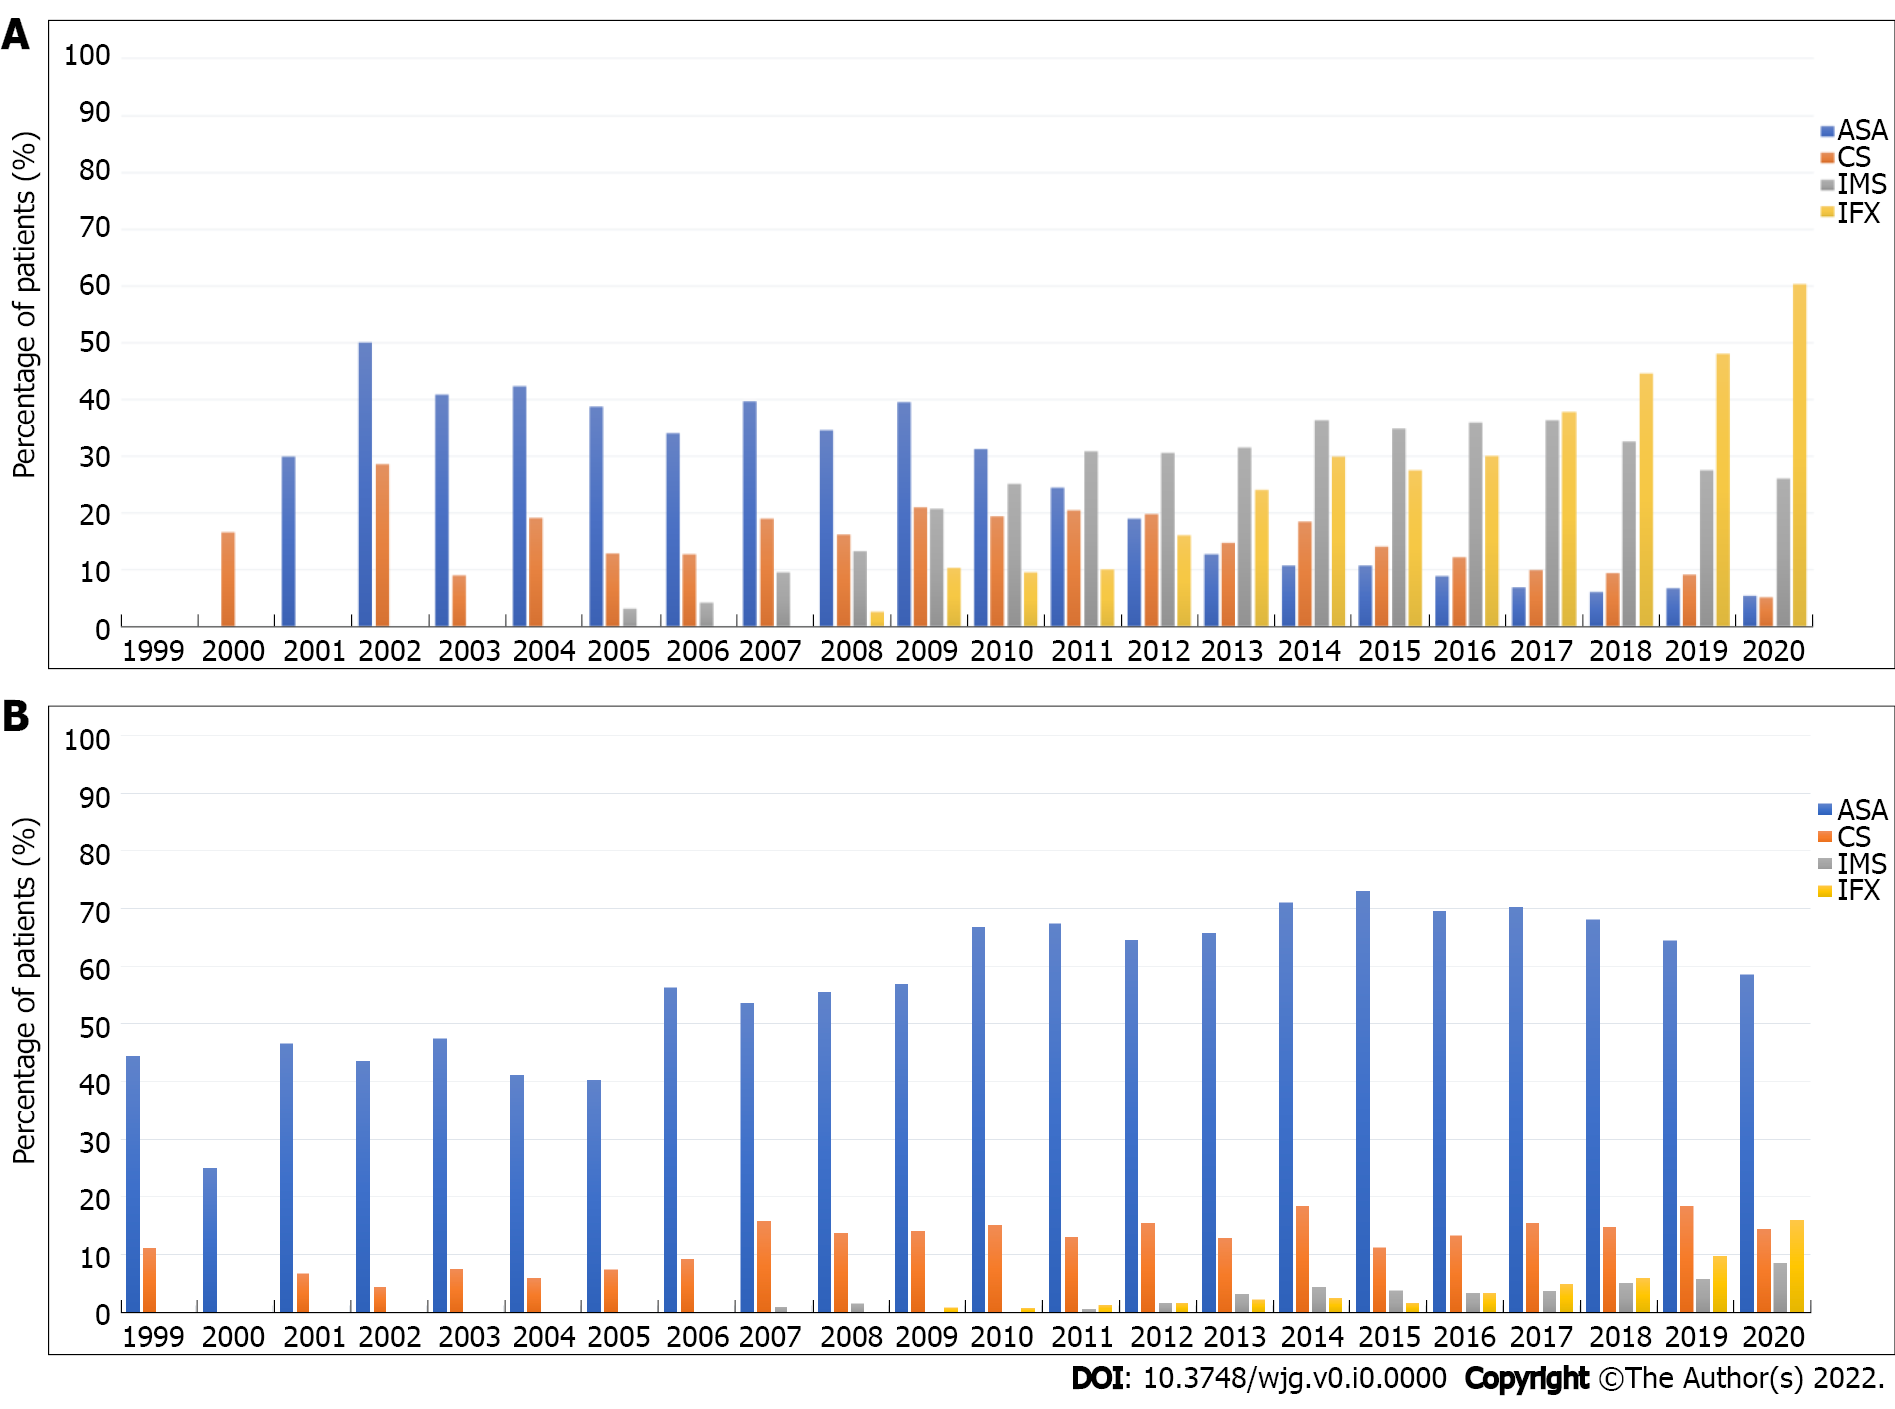 A
Percentage of patients (%)
100
90
80
70
60
50
40
30
20
10
0
1999 2000 2001 2002 2003 2004 2005 2006 2007 2008 2009 2010 2011 2012 2013 2014 2015 2016 2017 2018 2019 2020
ASA
CS
IMS
IFX
B
Percentage of patients (%)
100
90
80
70
60
50
40
30
20
10
0
1999 2000 2001 2002 2003 2004 2005 2006 2007 2008 2009 2010 2011 2012 2013 2014 2015 2016 2017 2018 2019 2020
ASA
CS
IMS
IFX
DOI: 10.3748/wjg.v0.i0.0000 Copyright ©The Author(s) 2022.